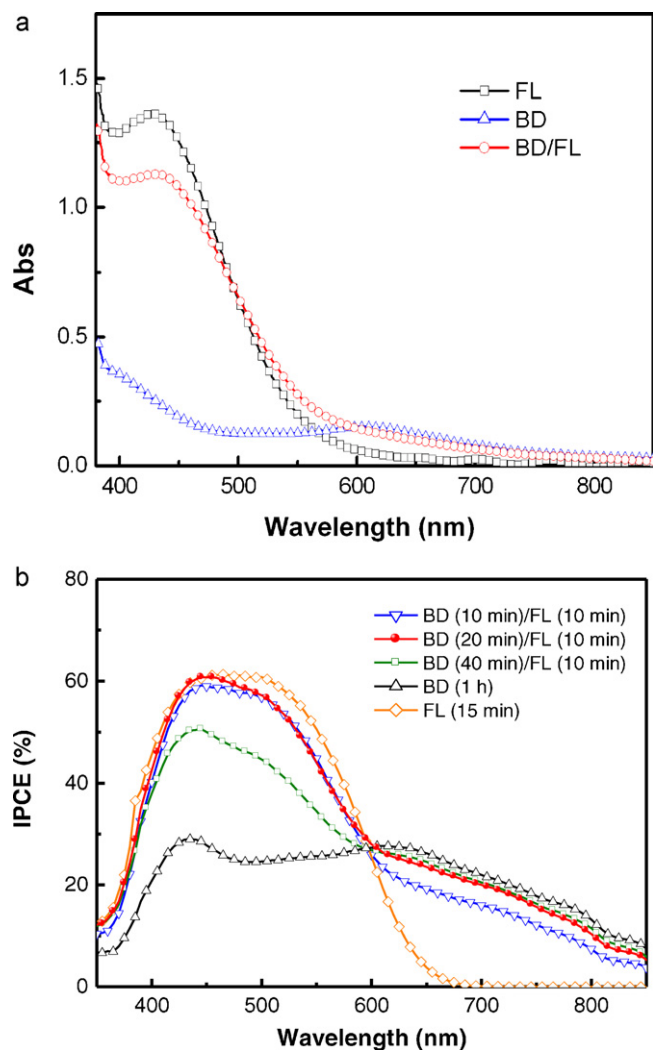 a
1.5
1.0
0.5
0.0
Abs
FL
BD
BD/FL
400 500 600 700 800
Wavelength (nm)
b
80
60
40
20
0
IPCE (%)
BD (10 min)/FL (10 min)
BD (20 min)/FL (10 min)
BD (40 min)/FL (10 min)
BD (1 h)
FL (15 min)
400 500 600 700 800
Wavelength (nm)